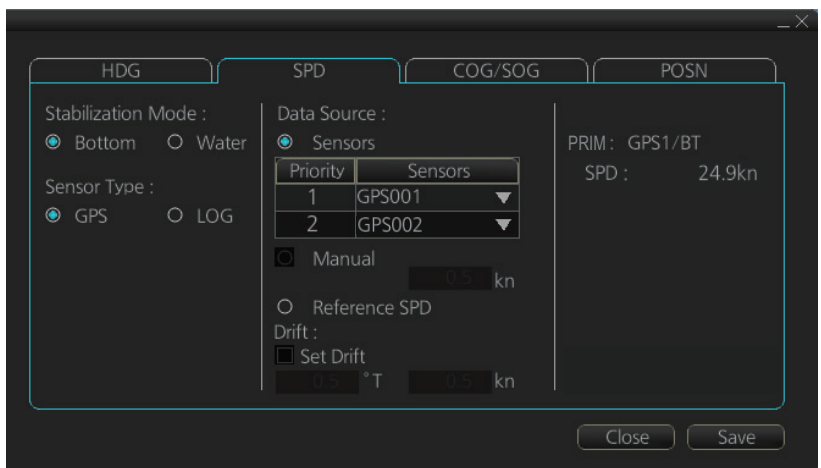 HDG SPD COG/SOG POSN
Stabilization Mode :
Bottom Water
Sensor Type :
GPS LOG
Data Source :
Sensors
Priority Sensors
1 GPS001
2 GPS002
Manual
0.5 kn
Reference SPD
Drift :
Set Drift
0.5 °T 0.5 kn
PRIM : GPS1/BT
SPD : 24.9kn
Close Save